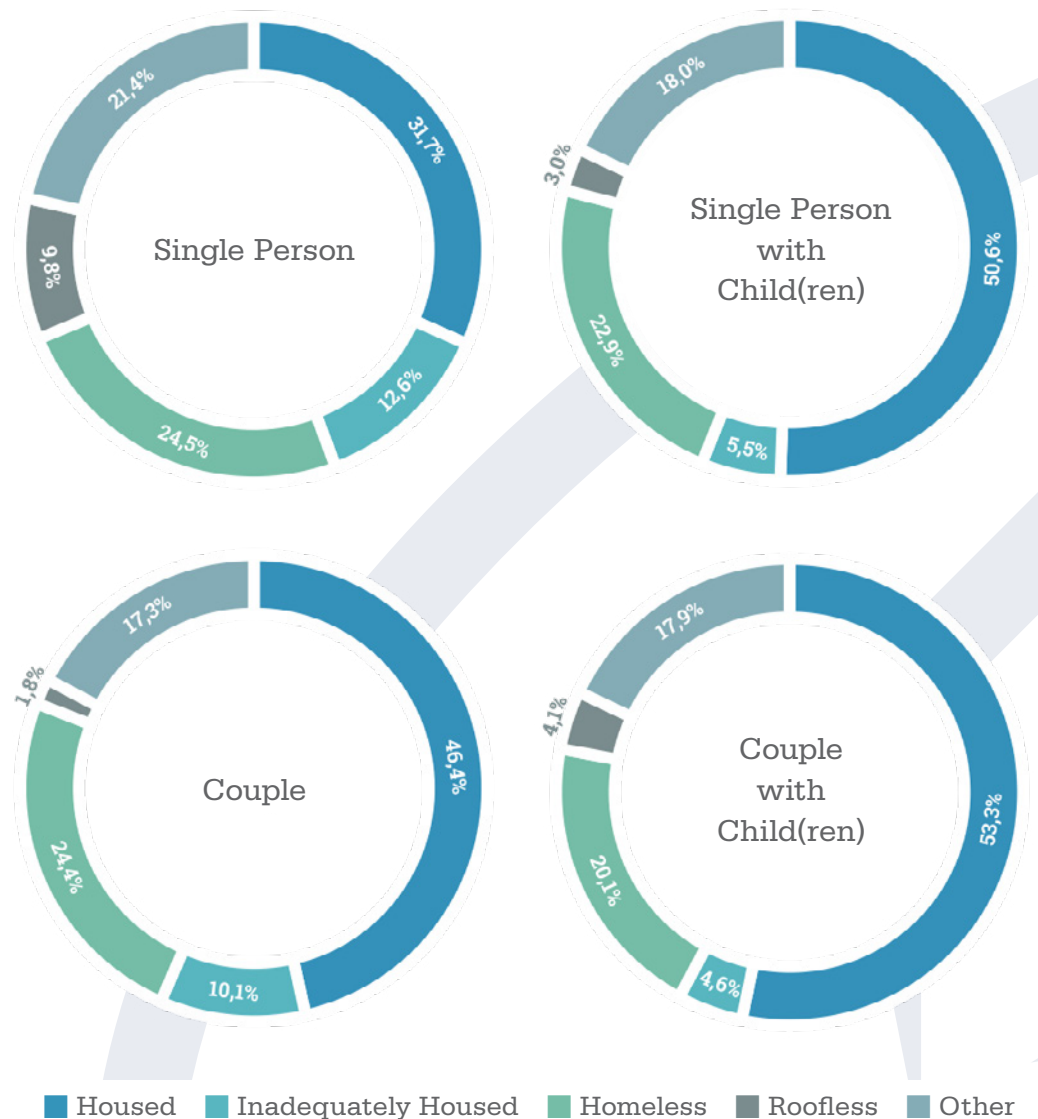 21,4%
31,7%
Single Person
9,8%
12,6%
24,5%
18,0%
3,0%
Single Person
with
Child(ren)
50,6%
22,9%
5,5%
17,3%
1,8%
Couple
46,4%
24,4%
10,1%
17,9%
4,1%
Couple
with
Child(ren)
53,3%
20,1%
4,6%
Housed Inadequately Housed Homeless Roofless Other